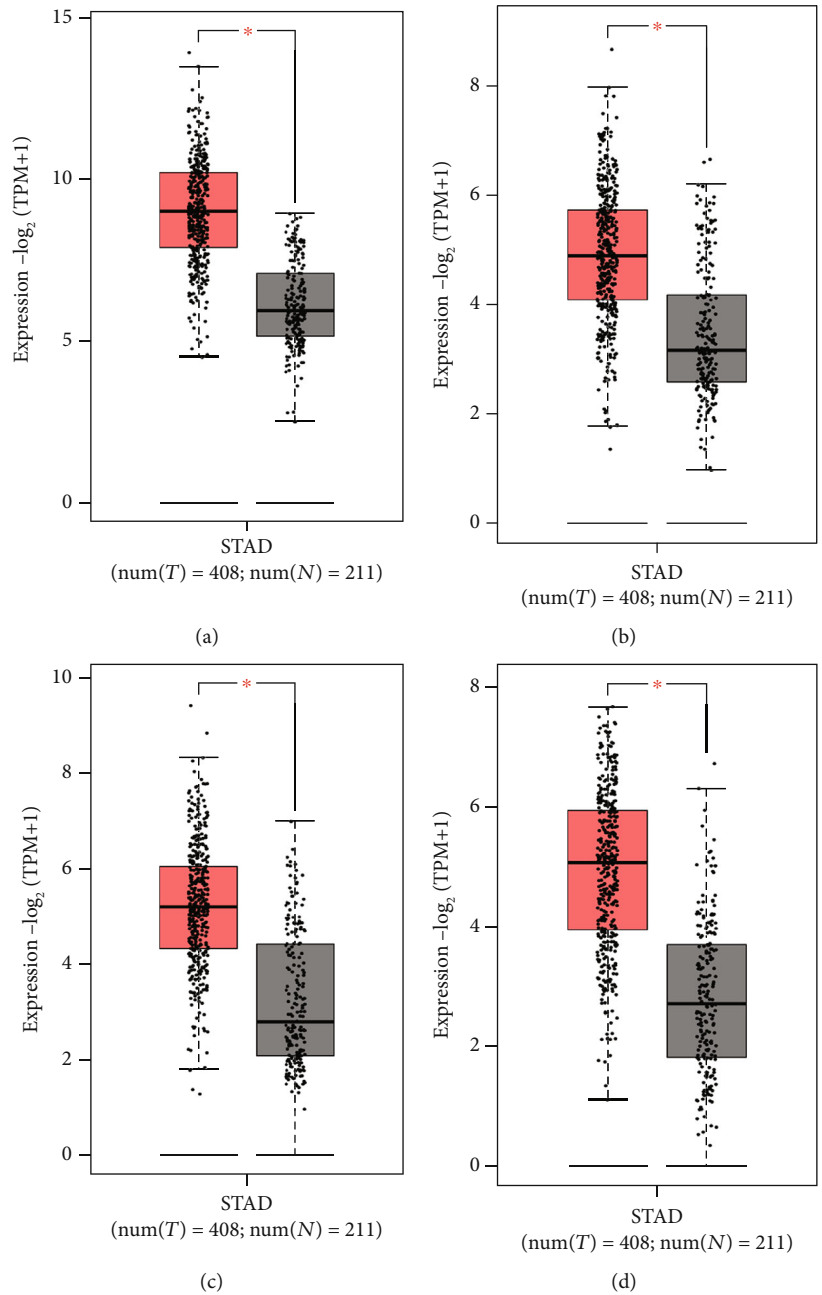 15
10
5
0
Expression –log₂ (TPM+1)
*
STAD
(num(T) = 408; num(N) = 211)
(a)
8
6
4
2
0
Expression –log₂ (TPM+1)
*
STAD
(num(T) = 408; num(N) = 211)
(b)
10
8
6
4
2
0
Expression –log₂ (TPM+1)
*
STAD
(num(T) = 408; num(N) = 211)
(c)
8
6
4
2
0
Expression –log₂ (TPM+1)
*
STAD
(num(T) = 408; num(N) = 211)
(d)